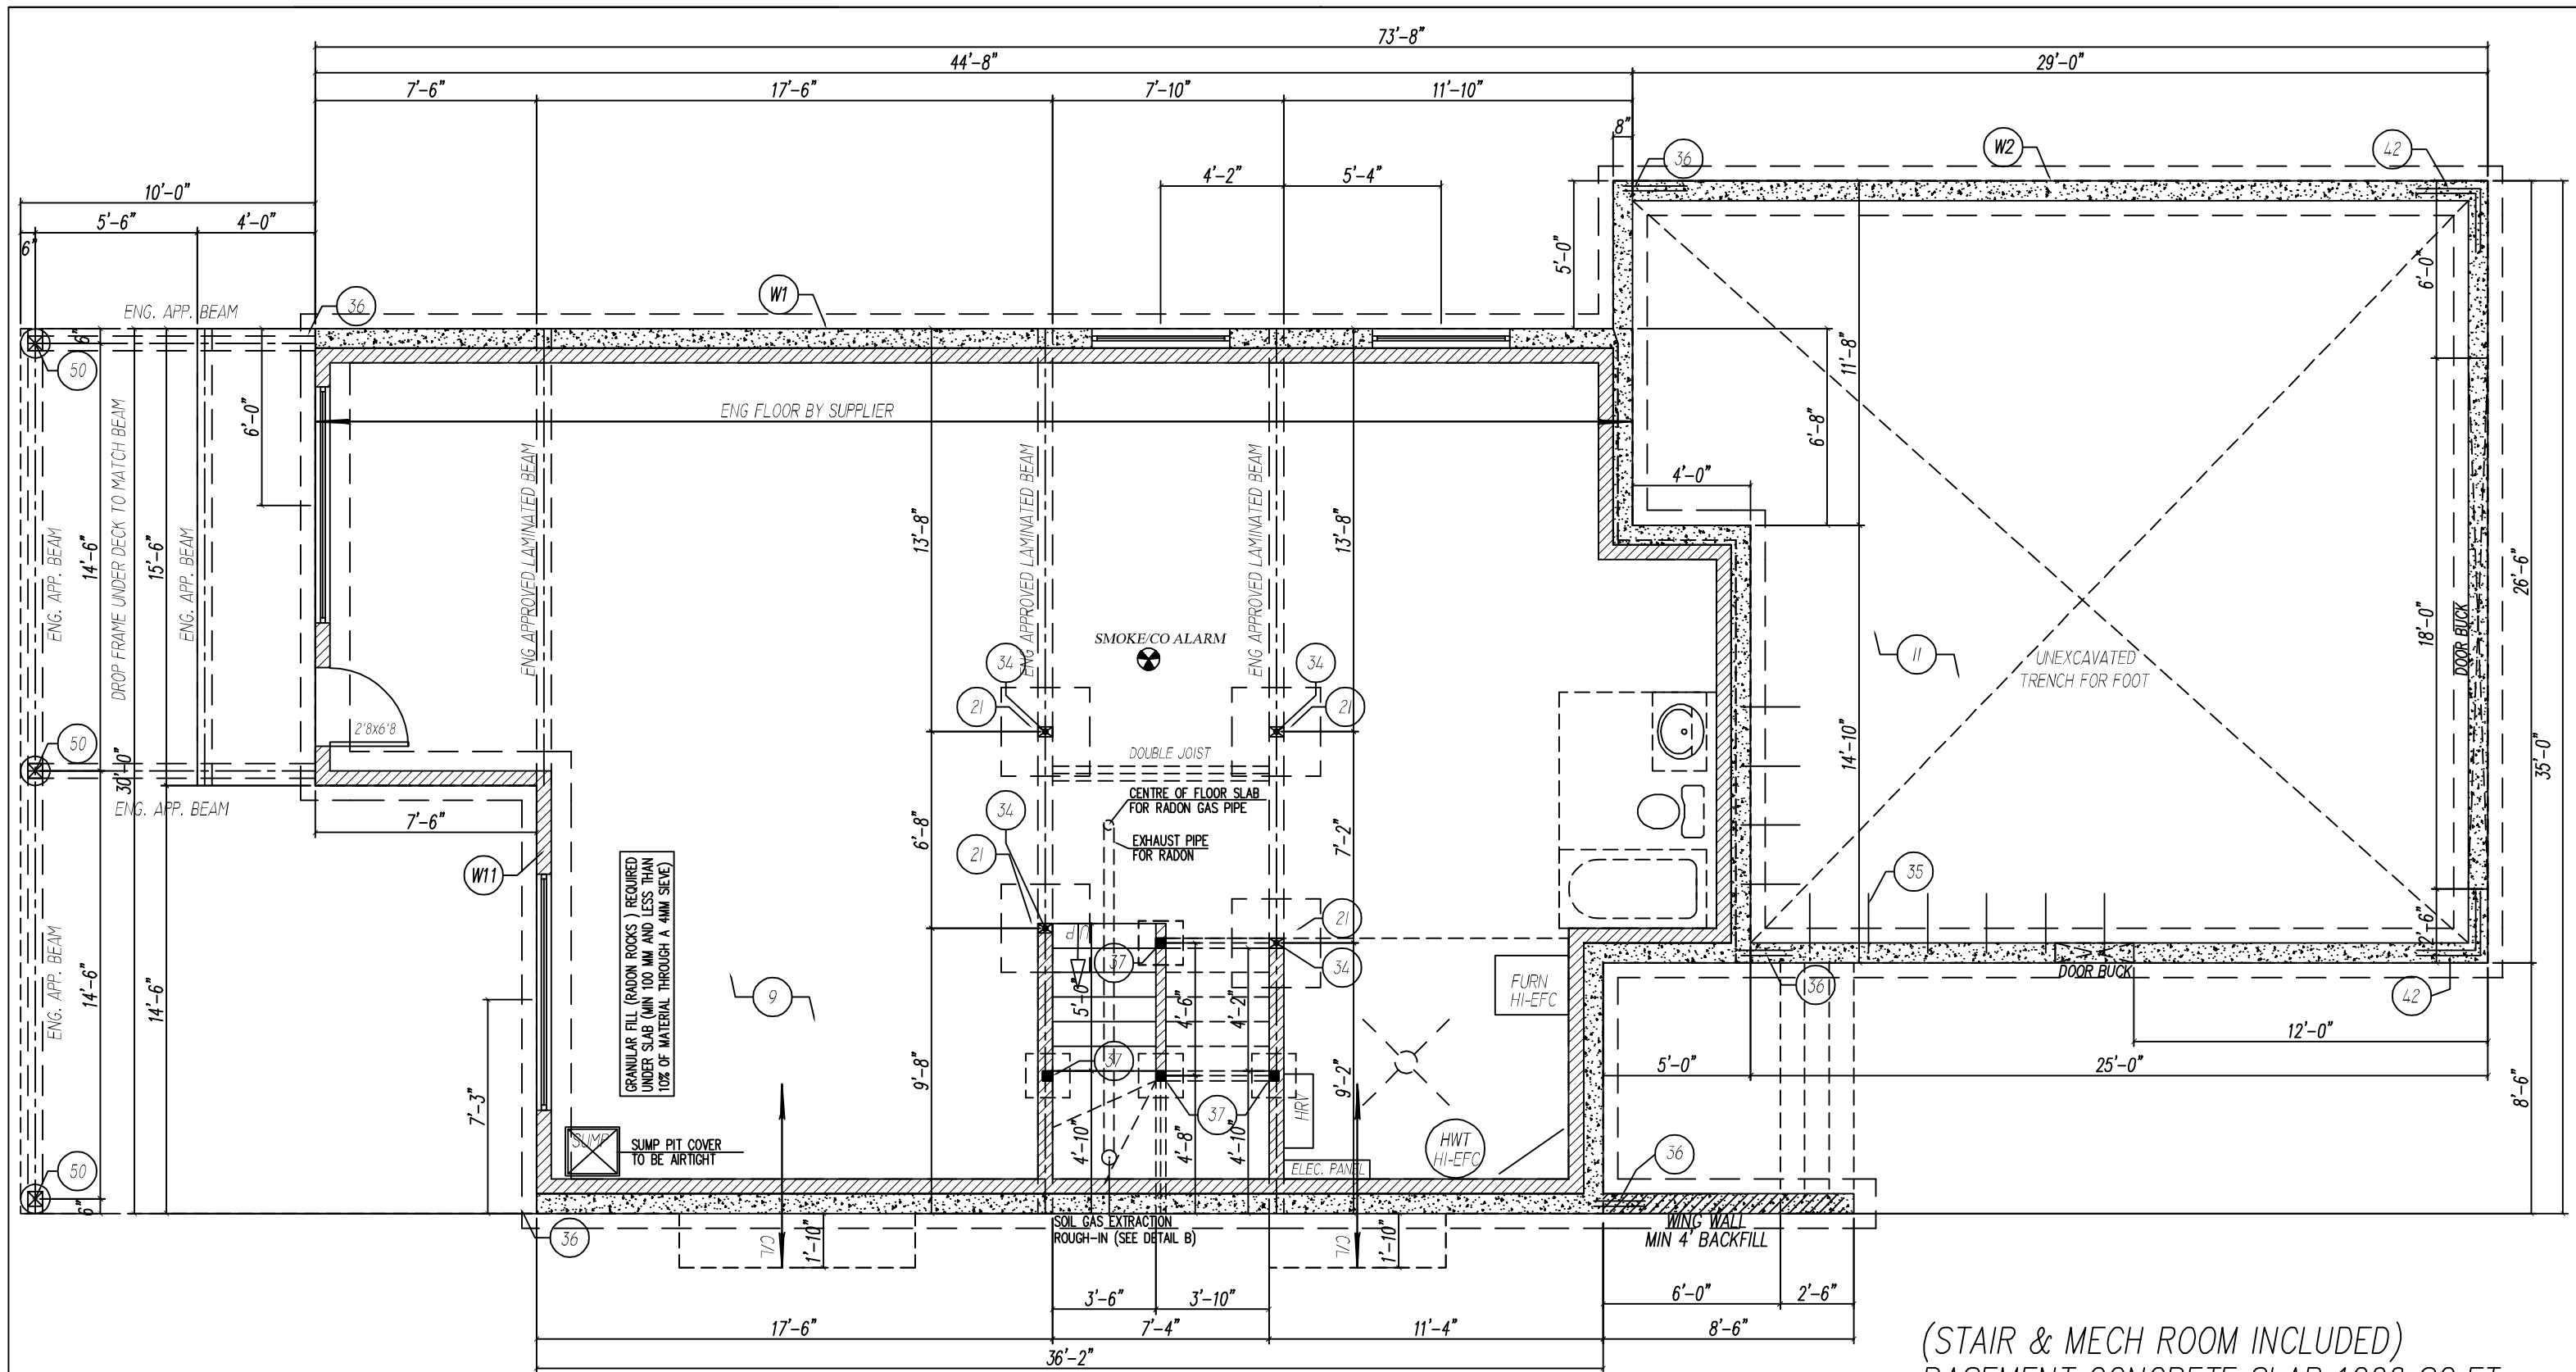 73'-8"
44'-8"
29'-0"
7'-6"
17'-6"
7'-10"
11'-10"
8"
36
W2
42
4'-2"
5'-4"
10'-0"
5'-6"
4'-0"
6"
5'-0"
6'-0"
ENG. APP. BEAM
36
W1
6"
50
6'-0"
11'-8"
6'-8"
ENG FLOOR BY SUPPLIER
4'-0"
ENG. APP. BEAM
14'-6"
DROP FRAME UNDER DECK TO MATCH BEAM
15'-6"
ENG. APP. BEAM
ENG APPROVED LAMINATED BEAM
13'-8"
ENG APPROVED LAMINATED BEAM
ENG APPROVED LAMINATED BEAM
13'-8"
26'-6"
18'-0"
DOOR BUCK
35'-0"
SMOKE/CO ALARM
34
34
21
21
11
UNEXCAVATED
TRENCH FOR FOOT
2'8x6'8
50
30'-0"
DOUBLE JOIST
14'-10"
CENTRE OF FLOOR SLAB
FOR RADON GAS PIPE
ENG. APP. BEAM
34
7'-6"
6'-8"
EXHAUST PIPE
FOR RADON
7'-2"
21
W11
35
GRANULAR FILL (RADON ROCKS ) REQUIRED
UNDER SLAB (MIN 100 MM AND LESS THAN
10% OF MATERIAL THROUGH A 4MM SIEVE)
21
2'-6"
UP
ENG. APP. BEAM
14'-6"
14'-6"
37
34
FURN
HI-EFC
DOOR BUCK
36
42
9
5'-0"
4'-6"
4'-2"
12'-0"
37
5'-0"
25'-0"
9'-8"
9'-2"
7'-3"
37
HRV
8'-6"
SUMP
SUMP PIT COVER
TO BE AIRTIGHT
4'-10"
4'-8"
4'-10"
HWT
HI-EFC
36
ELEC. PANEL
50
6"
36
C/L
1'-10"
SOIL GAS EXTRACTION
ROUGH-IN (SEE DETAIL B)
C/L
1'-10"
WING WALL
MIN 4' BACKFILL
3'-6"
3'-10"
6'-0"
2'-6"
17'-6"
7'-4"
11'-4"
8'-6"
36'-2"
(STAIR & MECH ROOM INCLUDED)
BASEMENT CONCRETE SLAB